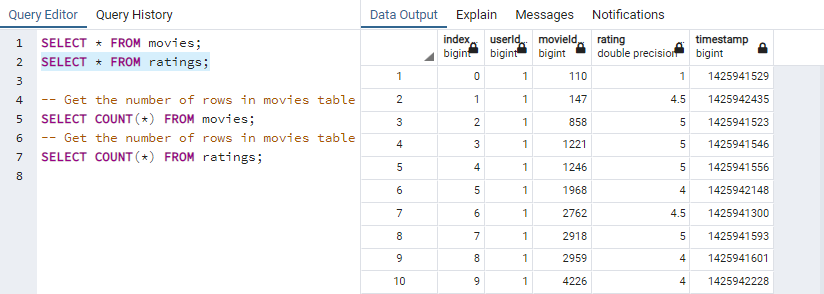 Query Editor Query History
1 SELECT * FROM movies;
2 SELECT * FROM ratings;
3
4 -- Get the number of rows in movies table
5 SELECT COUNT(*) FROM movies;
6 -- Get the number of rows in movies table
7 SELECT COUNT(*) FROM ratings;
8
Data Output Explain Messages Notifications
index userId movieId rating timestamp
bigint bigint bigint double precision bigint
1 0 1 110 1 1425941529
2 1 1 147 4.5 1425942435
3 2 1 858 5 1425941523
4 3 1 1221 5 1425941546
5 4 1 1246 5 1425941556
6 5 1 1968 4 1425942148
7 6 1 2762 4.5 1425941300
8 7 1 2918 5 1425941593
9 8 1 2959 4 1425941601
10 9 1 4226 4 1425942228